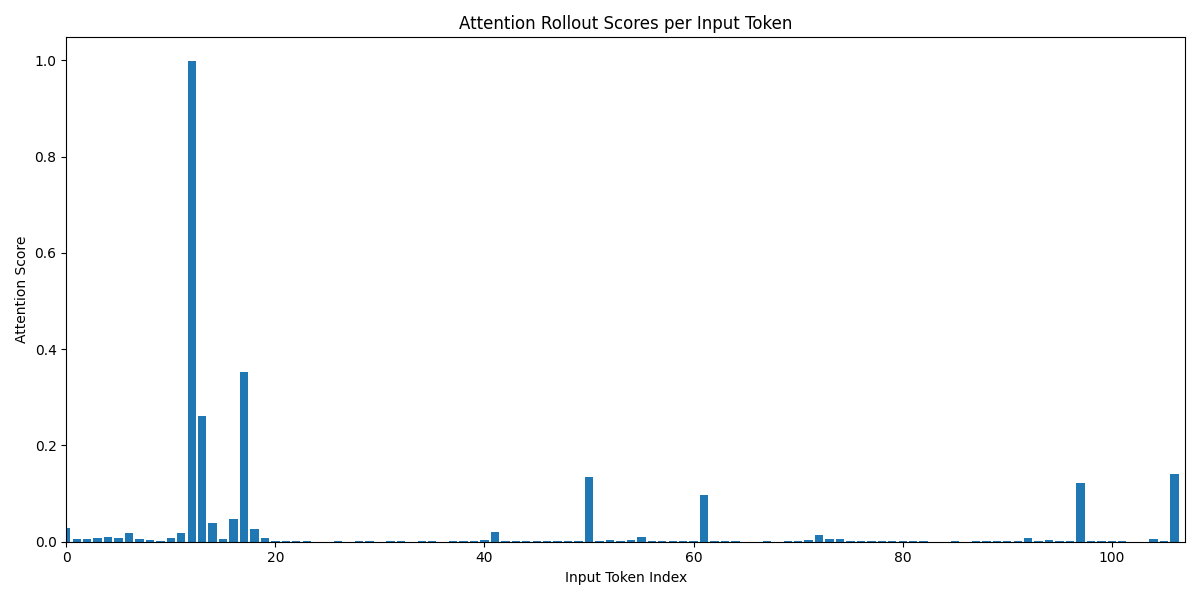 Attention Rollout Scores per Input Token
1.0
0.8
0.6
0.4
0.2
0.0
Attention Score
0 20 40 60 80 100
Input Token Index